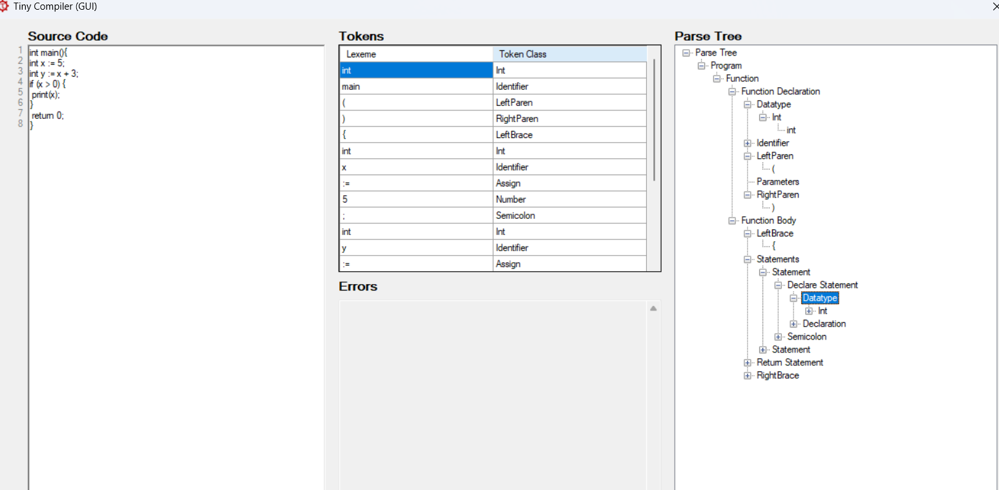 Tiny Compiler (GUI)
Source Code
1 int main(){
2 int x := 5;
3 int y := x + 3;
4 if (x > 0) {
5 print(x);
6 }
7 return 0;
8 }
Tokens
Lexeme Token Class
int Int
main Identifier
( LeftParen
) RightParen
{ LeftBrace
int Int
x Identifier
:= Assign
5 Number
; Semicolon
int Int
y Identifier
:= Assign
Errors
Parse Tree
Parse Tree
Program
Function
Function Declaration
Datatype
Int
int
Identifier
LeftParen
(
Parameters
RightParen
)
Function Body
LeftBrace
{
Statements
Statement
Declare Statement
Datatype
Int
Declaration
Semicolon
Statement
Return Statement
RightBrace